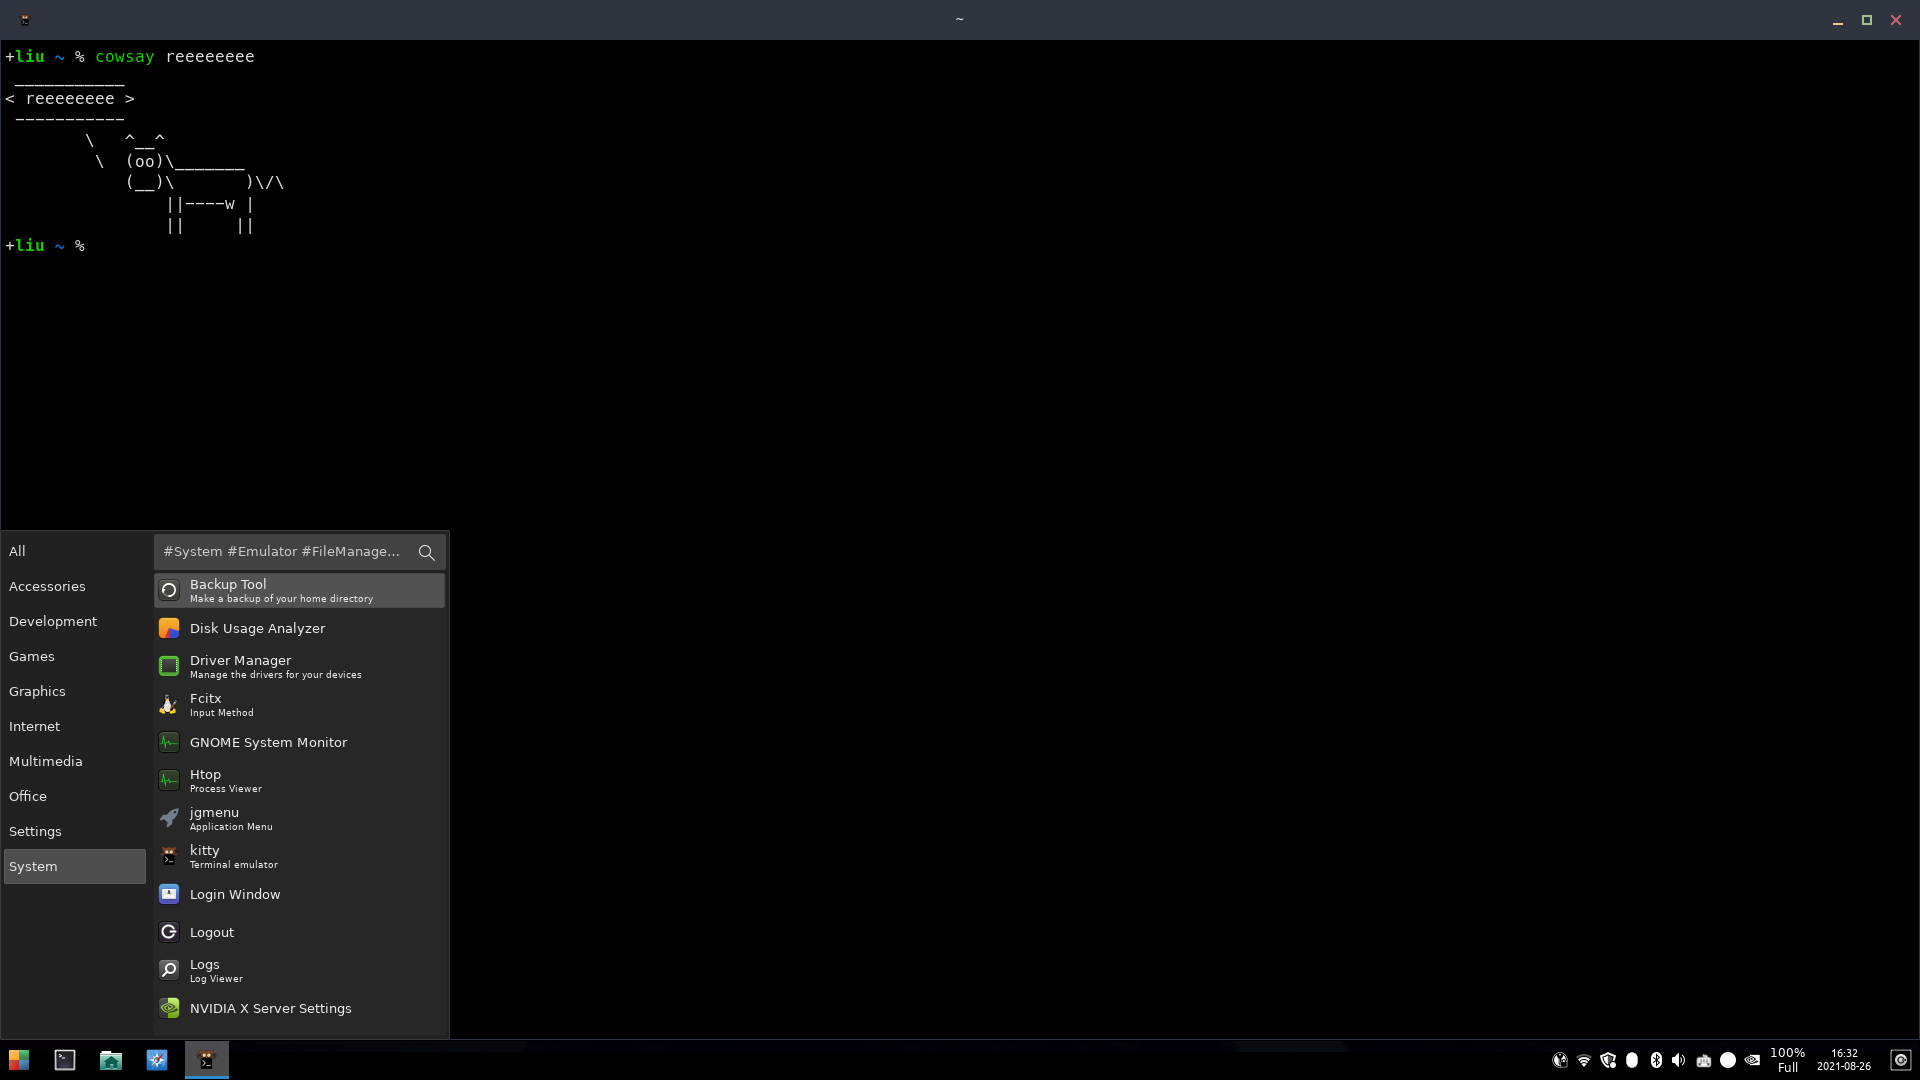 ~
+liu ~ % cowsay reeeeeeee
 ___________
< reeeeeeee >
 -----------
        \   ^__^
         \  (oo)\_______
            (__)\       )\/\
                ||----w |
                ||     ||
+liu ~ %
All
Accessories
Development
Games
Graphics
Internet
Multimedia
Office
Settings
System
#System #Emulator #FileManage...
Backup Tool
Make a backup of your home directory
Disk Usage Analyzer
Driver Manager
Manage the drivers for your devices
Fcitx
Input Method
GNOME System Monitor
Htop
Process Viewer
jgmenu
Application Menu
kitty
Terminal emulator
Login Window
Logout
Logs
Log Viewer
NVIDIA X Server Settings
100%
Full
16:32
2021-08-26